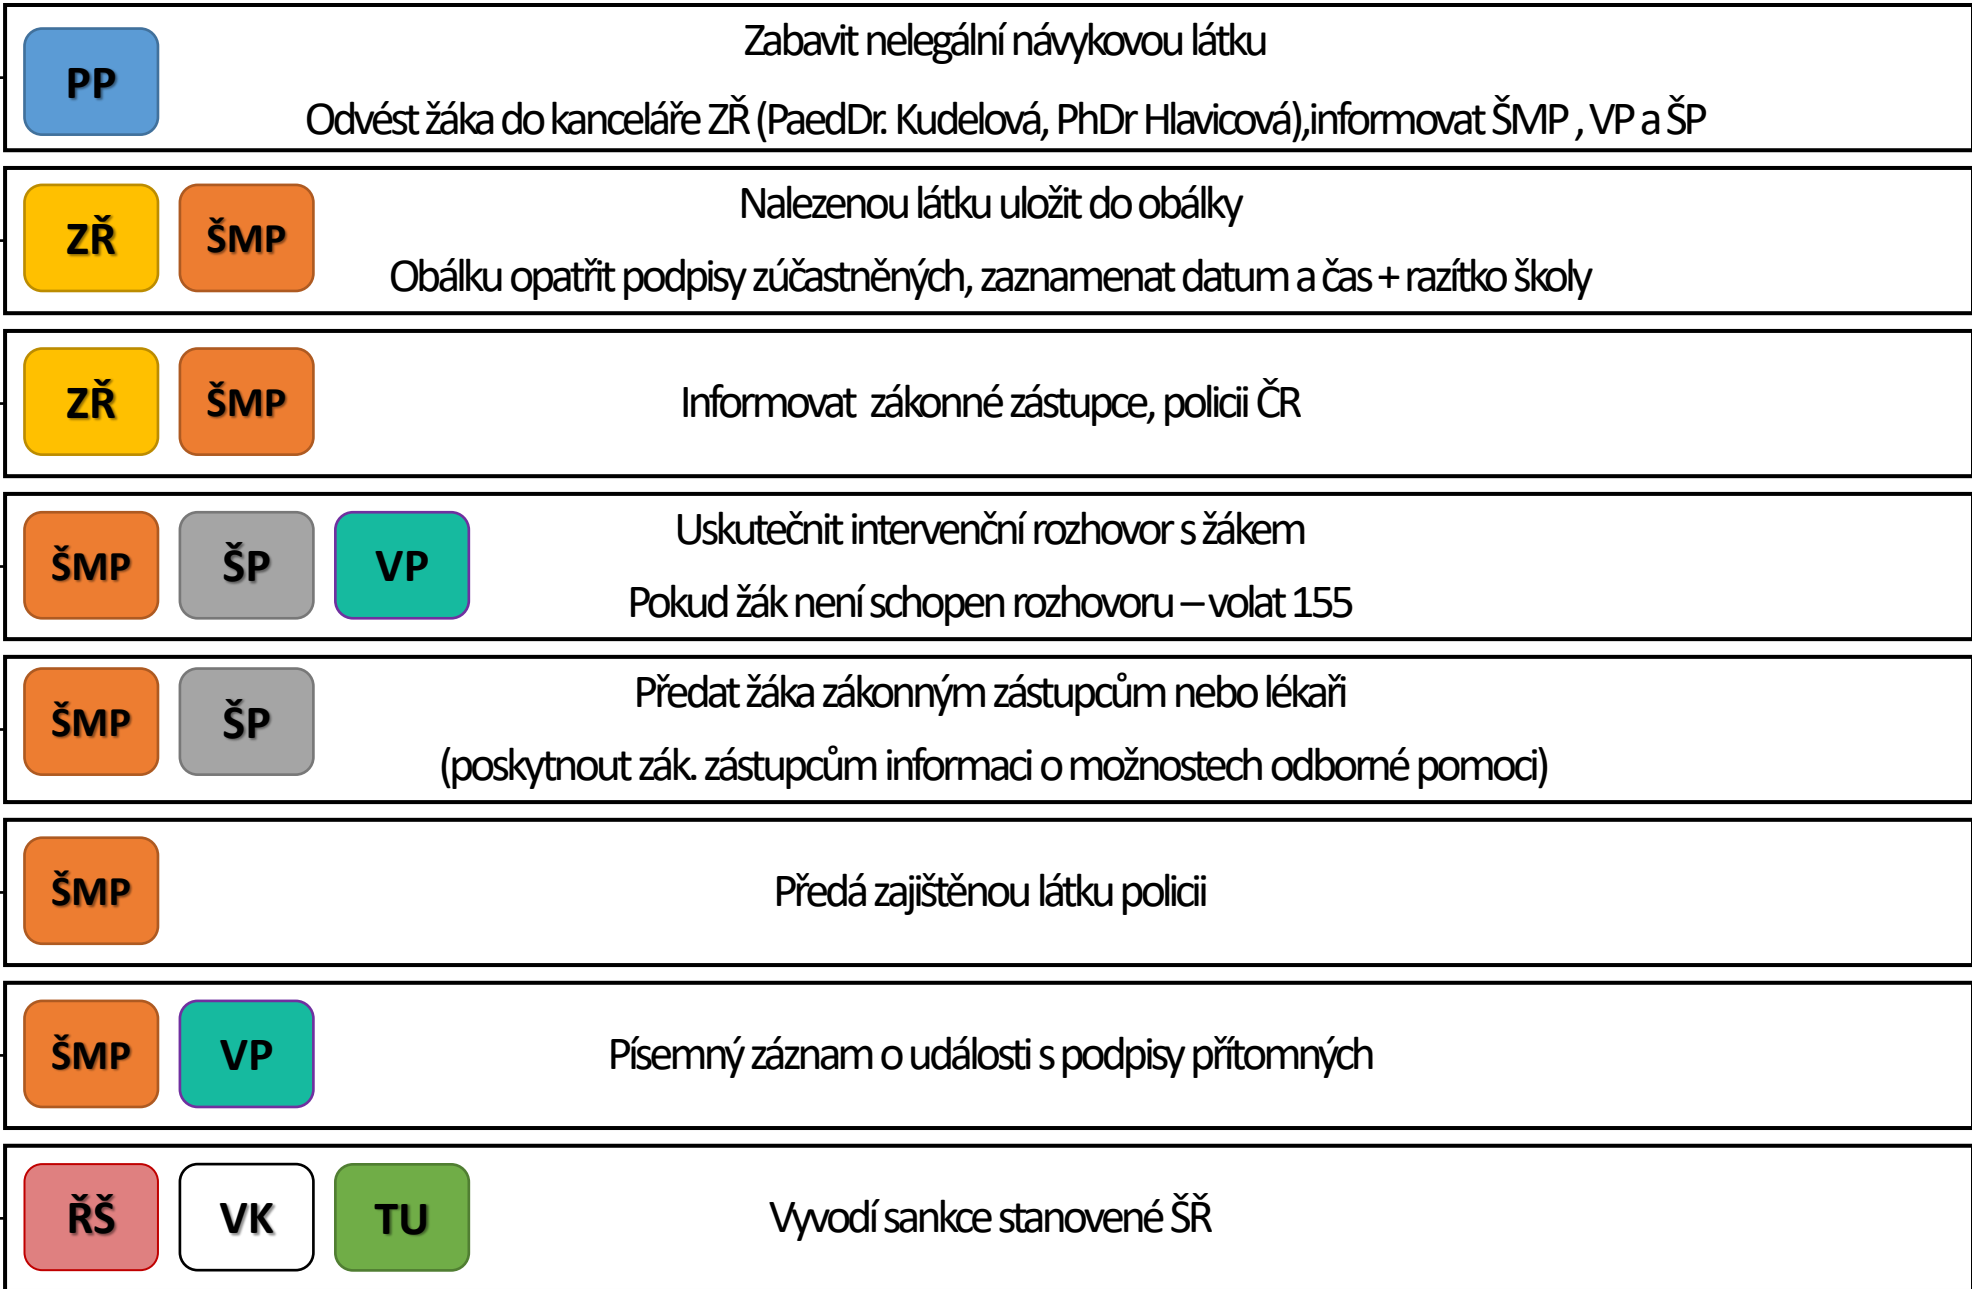 PP
Zabavit nelegální návykovou látku
Odvést žáka do kanceláře ZŘ (PaedDr. Kudelová, PhDr Hlavicová),informovat ŠMP , VP a ŠP
ZŘ ŠMP
Nalezenou látku uložit do obálky
Obálku opatřit podpisy zúčastněných, zaznamenat datum a čas + razítko školy
ZŘ ŠMP
Informovat zákonné zástupce, policii ČR
ŠMP ŠP VP
Uskutečnit intervenční rozhovor s žákem
Pokud žák není schopen rozhovoru – volat 155
ŠMP ŠP
Předat žáka zákonným zástupcům nebo lékaři
(poskytnout zák. zástupcům informaci o možnostech odborné pomoci)
ŠMP
Předá zajištěnou látku policii
ŠMP VP
Písemný záznam o události s podpisy přítomných
ŘŠ VK TU
Vyvodí sankce stanovené ŠŘ